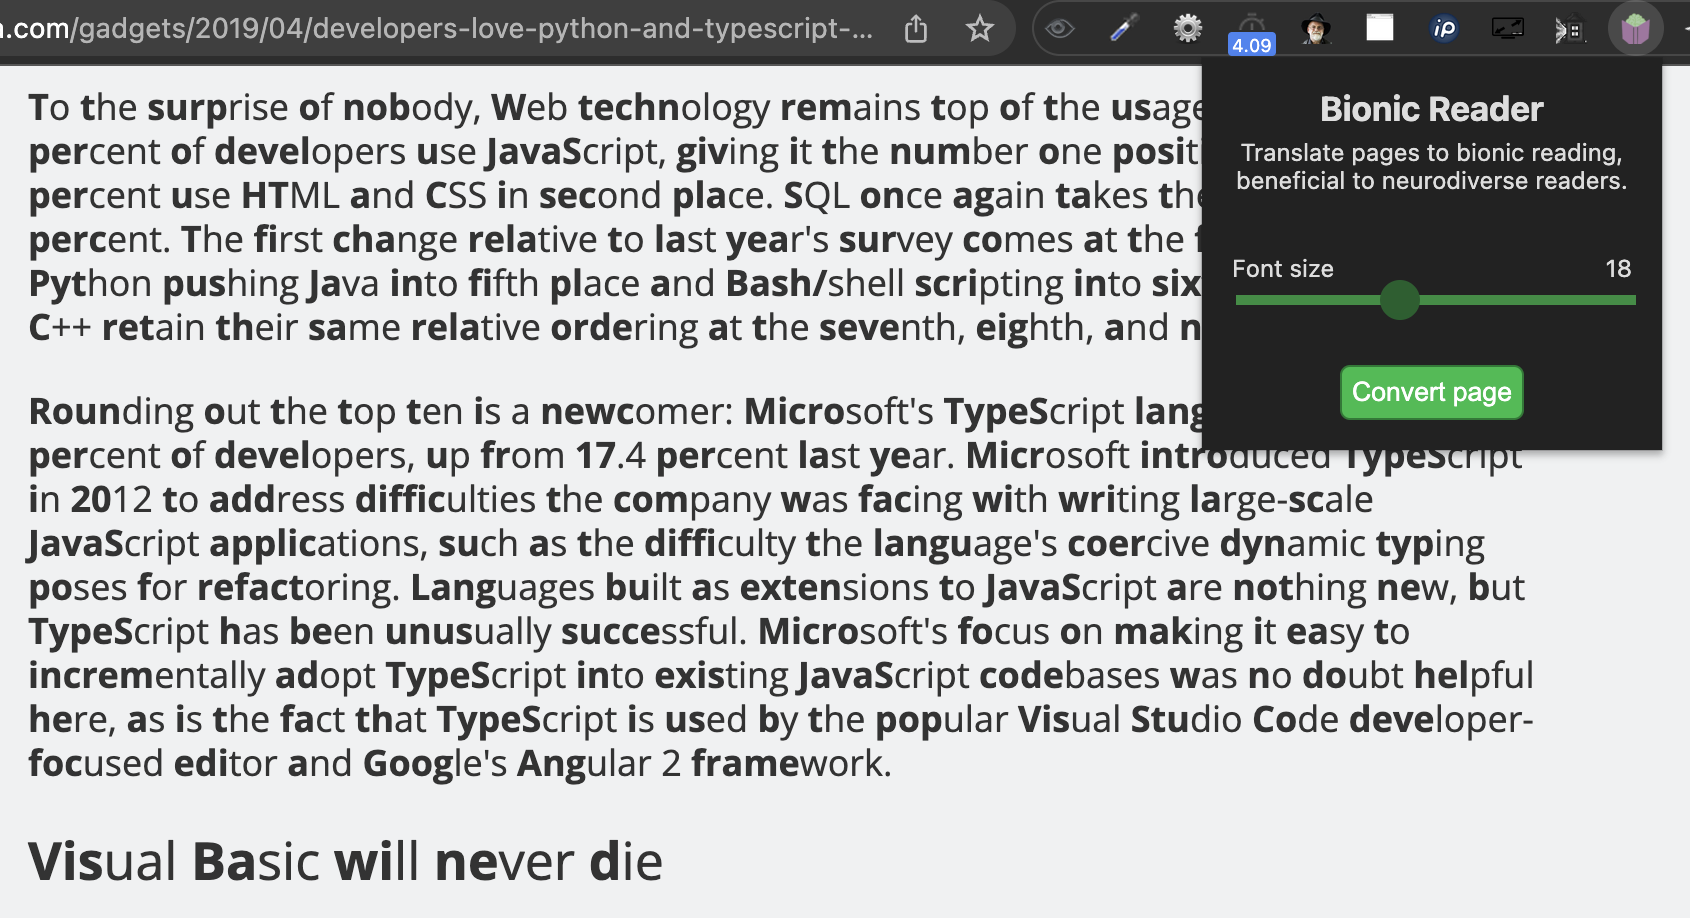 .com/gadgets/2019/04/developers-love-python-and-typescript-...
4.09
iP
To the surprise of nobody, Web technology remains top of the usage
percent of developers use JavaScript, giving it the number one
percent use HTML and CSS in second place. SQL once again takes the
percent. The first change relative to last year's survey comes at the
Python pushing Java into fifth place and Bash/shell scripting into
C++ retain their same relative ordering at the seventh, eighth, and
Rounding out the top ten is a newcomer: Microsoft's TypeScript
percent of developers, up from 17.4 percent last year. Microsoft introduced TypeScript
in 2012 to address difficulties the company was facing with writing large-scale
JavaScript applications, such as the difficulty the language's coercive dynamic typing
poses for refactoring. Languages built as extensions to JavaScript are nothing new, but
TypeScript has been unusually successful. Microsoft's focus on making it easy to
incrementally adopt TypeScript into existing JavaScript codebases was no doubt helpful
here, as is the fact that TypeScript is used by the popular Visual Studio Code developer-
focused editor and Google's Angular 2 framework.
Visual Basic will never die
Bionic Reader
Translate pages to bionic reading,
beneficial to neurodiverse readers.
Font size 18
Convert page